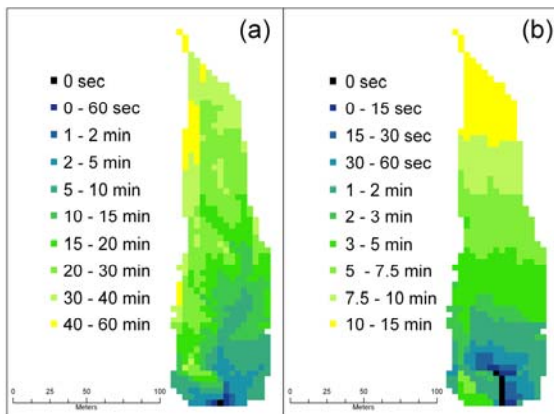 (a)
0 sec
0 - 60 sec
1 - 2 min
2 - 5 min
5 - 10 min
10 - 15 min
15 - 20 min
20 - 30 min
30 - 40 min
40 - 60 min
0 25 50 100
Meters
(b)
0 sec
0 - 15 sec
15 - 30 sec
30 - 60 sec
1 - 2 min
2 - 3 min
3 - 5 min
5 - 7.5 min
7.5 - 10 min
10 - 15 min
0 25 50 100
Meters